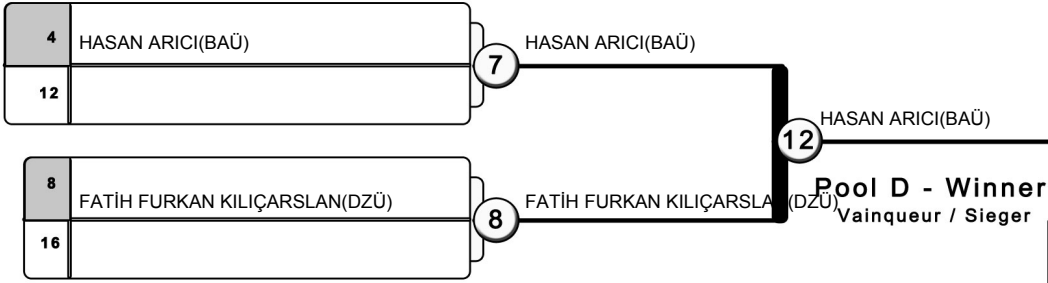 4 HASAN ARICI(BAÜ)
12
7
HASAN ARICI(BAÜ)
8 FATİH FURKAN KILIÇARSLAN(DZÜ)
16
8
FATİH FURKAN KILIÇARSLAN(DZÜ)
12
HASAN ARICI(BAÜ)
Pool D - Winner
Vainqueur / Sieger